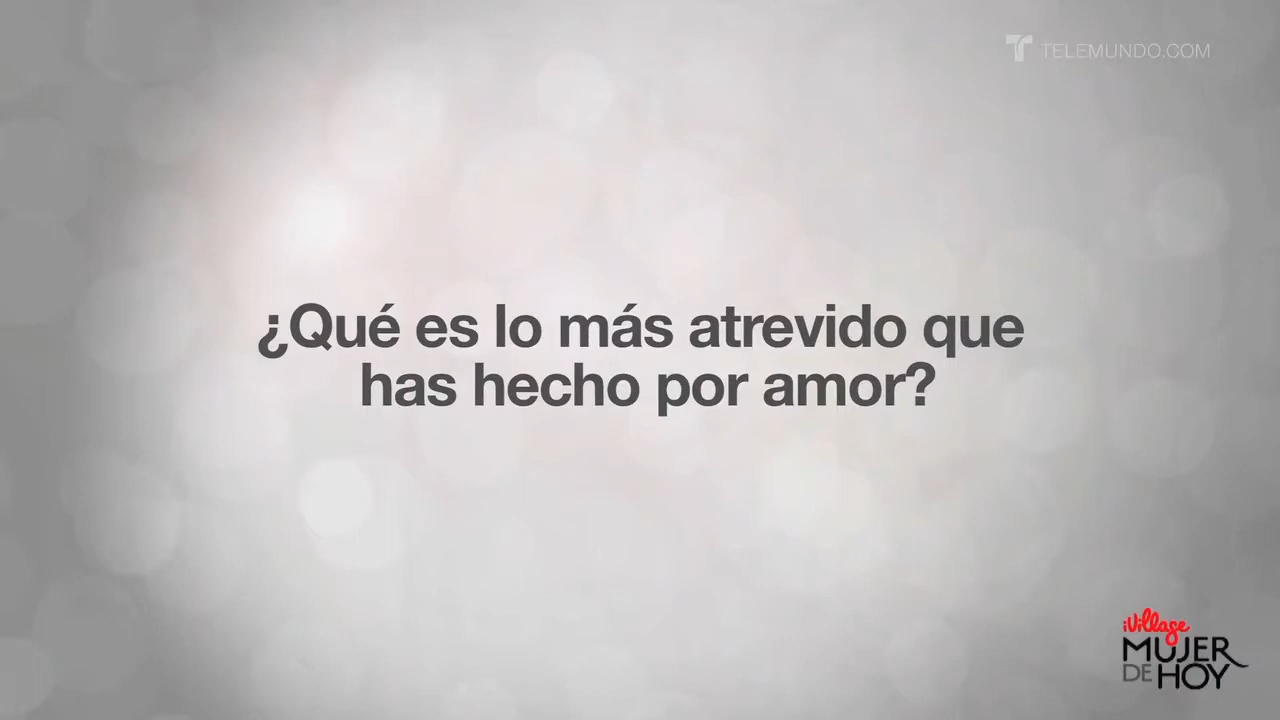 TELEMUNDO.COM
¿Qué es lo más atrevido que
has hecho por amor?
iVillage
MUJER
DE HOY